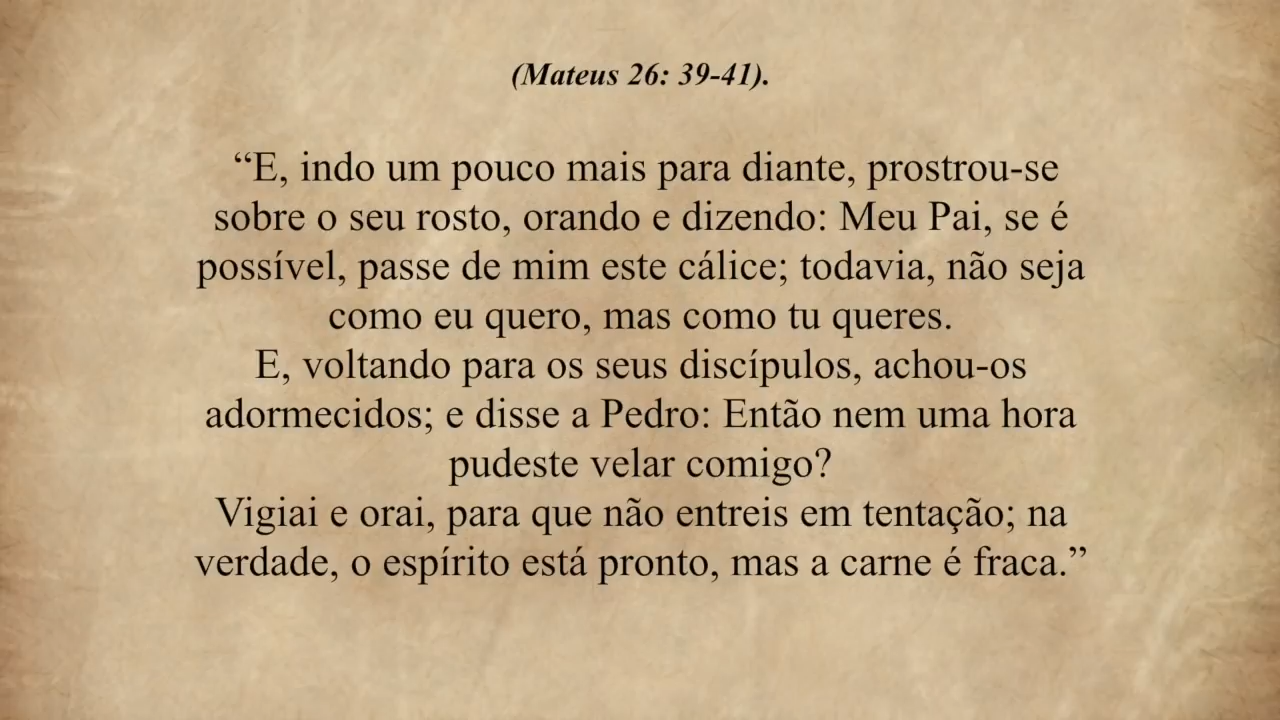 (Mateus 26: 39-41).
“E, indo um pouco mais para diante, prostrou-se
sobre o seu rosto, orando e dizendo: Meu Pai, se é
possível, passe de mim este cálice; todavia, não seja
como eu quero, mas como tu queres.
E, voltando para os seus discípulos, achou-os
adormecidos; e disse a Pedro: Então nem uma hora
pudeste velar comigo?
Vigiai e orai, para que não entreis em tentação; na
verdade, o espírito está pronto, mas a carne é fraca.”